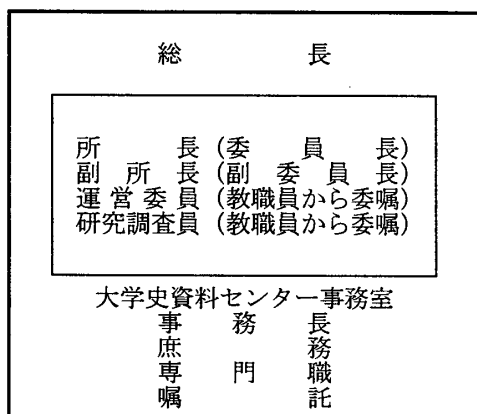 総長
所長(委員長)
副所長(副委員長)
運営委員(教職員から委嘱)
研究調査員(教職員から委嘱)
大学史資料センター事務室
事務長
庶務
専門職
嘱託